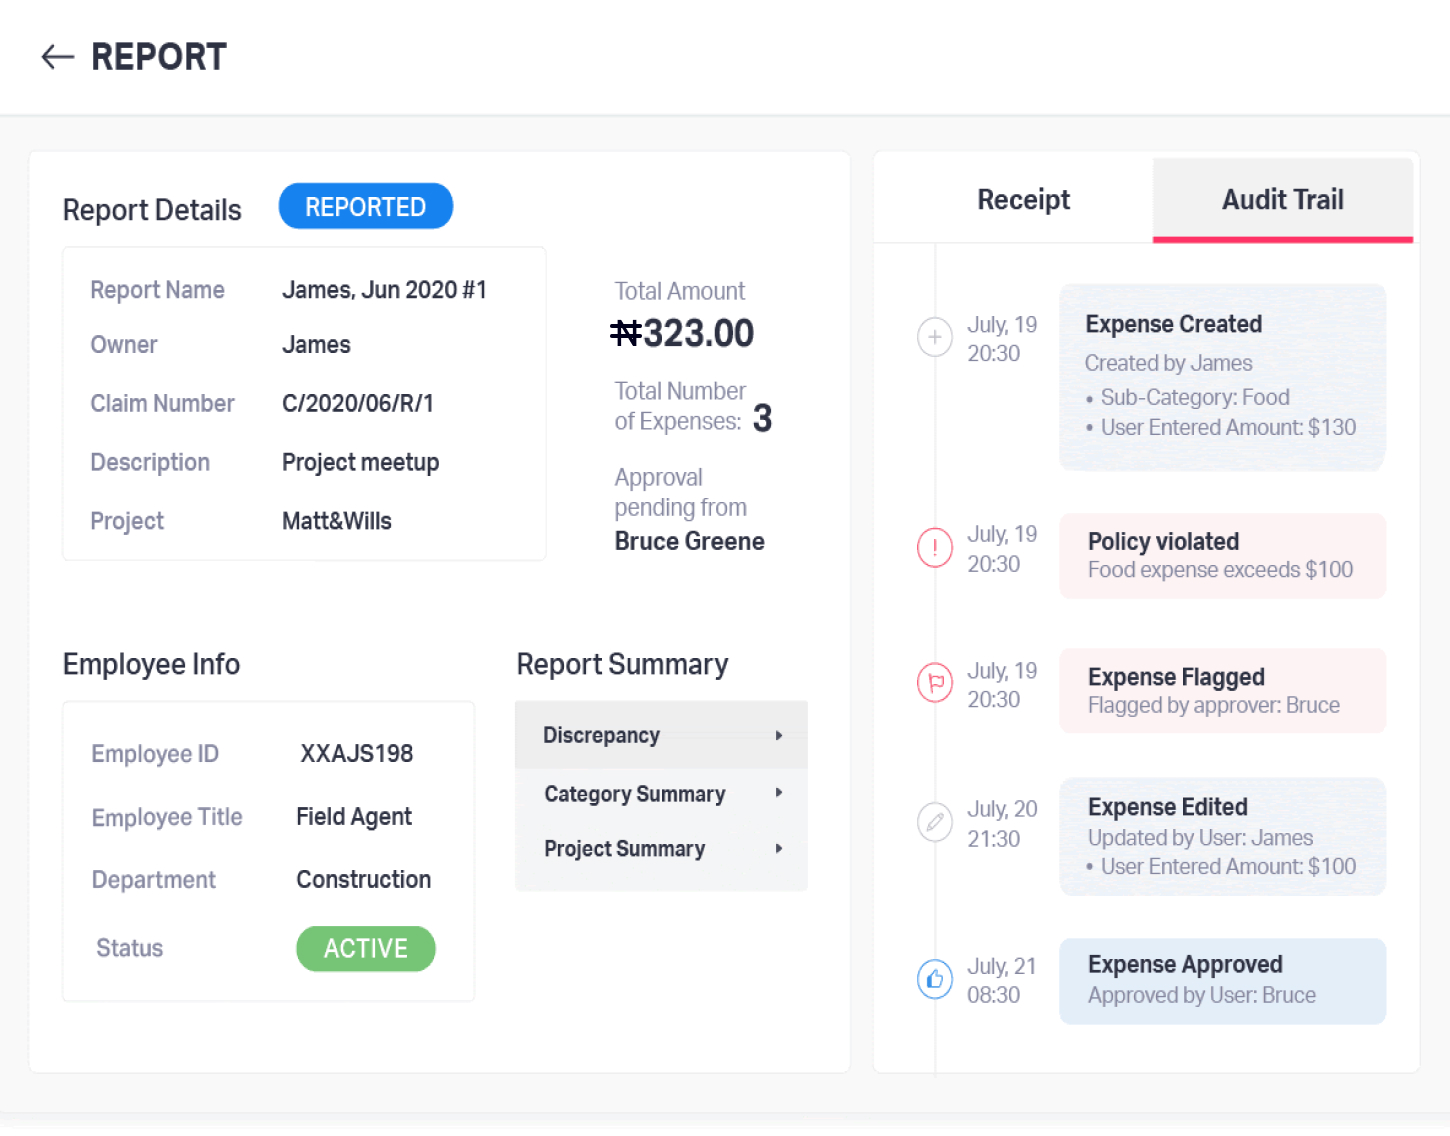 REPORT
Report Details
REPORTED
Report Name James, Jun 2020 #1
Owner James
Claim Number C/2020/06/R/1
Description Project meetup
Project Matt&Wills
Total Amount
₦323.00
Total Number
of Expenses: 3
Approval
pending from
Bruce Greene
Employee Info
Employee ID XXAJS198
Employee Title Field Agent
Department Construction
Status ACTIVE
Report Summary
Discrepancy
Category Summary
Project Summary
Receipt
Audit Trail
July, 19
20:30
Expense Created
Created by James
• Sub-Category: Food
• User Entered Amount: $130
July, 19
20:30
Policy violated
Food expense exceeds $100
July, 19
20:30
Expense Flagged
Flagged by approver: Bruce
July, 20
21:30
Expense Edited
Updated by User: James
• User Entered Amount: $100
July, 21
08:30
Expense Approved
Approved by User: Bruce